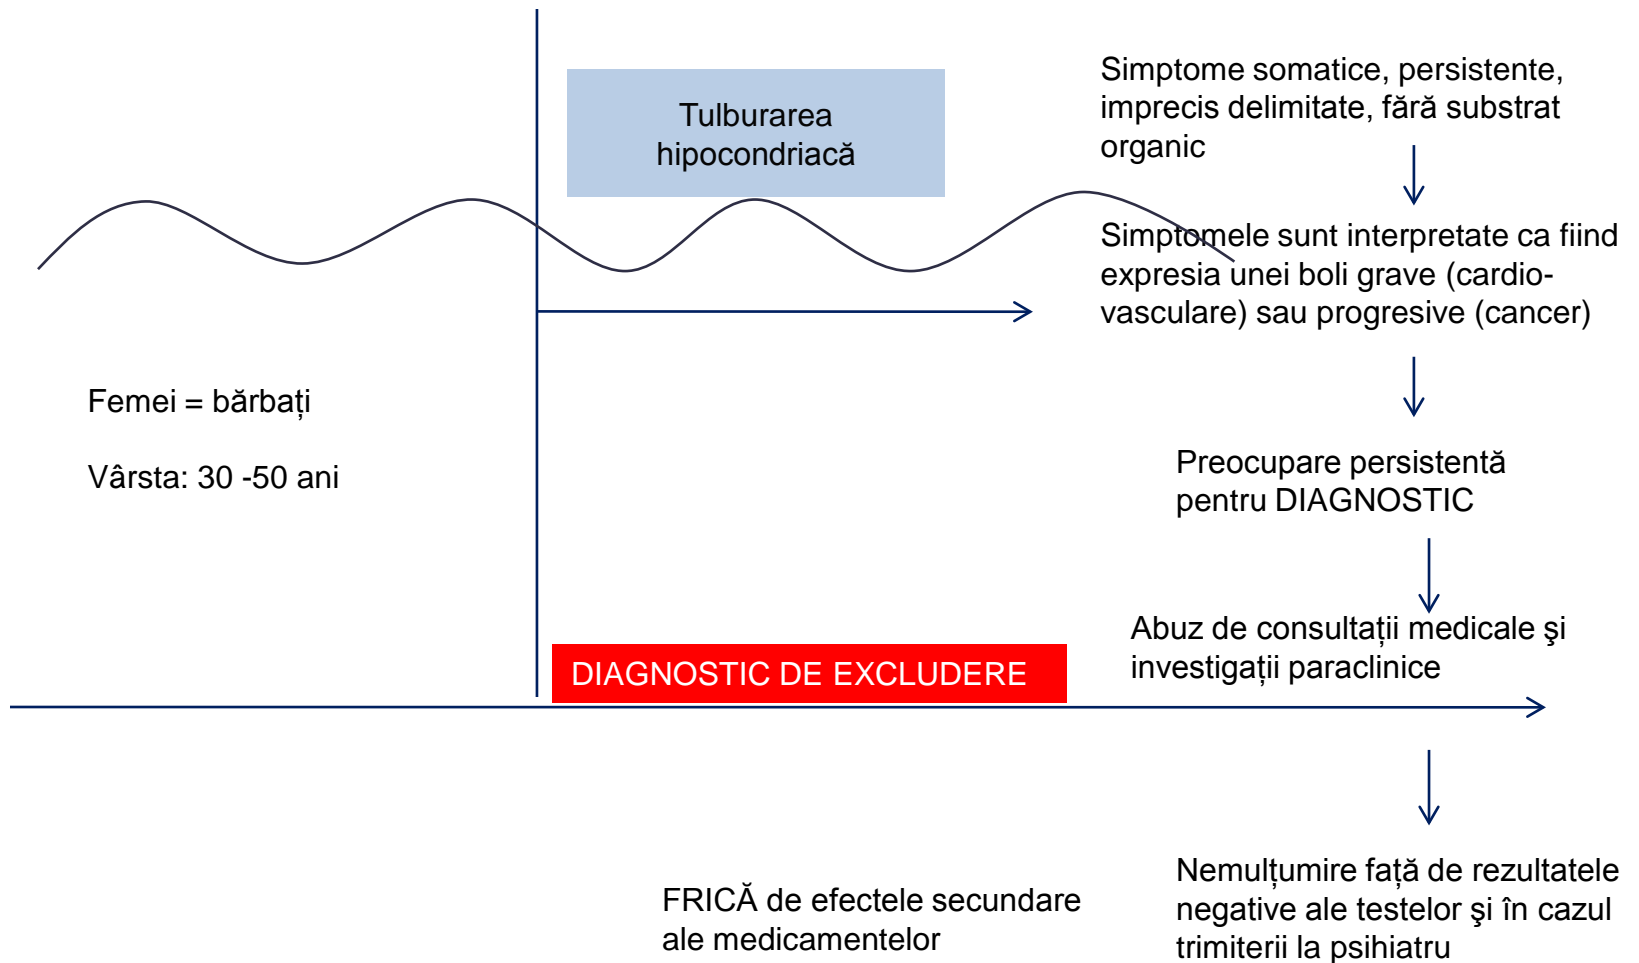 Tulburarea
hipocondriacă
Simptome somatice, persistente,
imprecis delimitate, fără substrat
organic
Simptomele sunt interpretate ca fiind
expresia unei boli grave (cardio-
vasculare) sau progresive (cancer)
Femei = bărbați
Vârsta: 30 -50 ani
Preocupare persistentă
pentru DIAGNOSTIC
Abuz de consultații medicale şi
investigații paraclinice
DIAGNOSTIC DE EXCLUDERE
FRICĂ de efectele secundare
ale medicamentelor
Nemulțumire față de rezultatele
negative ale testelor şi în cazul
trimiterii la psihiatru